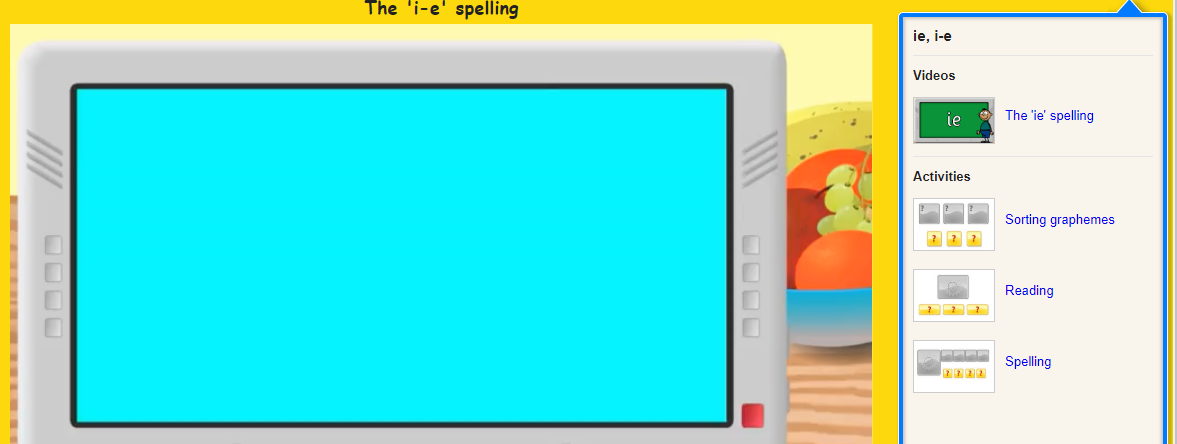 The 'i-e' spelling
ie, i-e
Videos
ie
The 'ie' spelling
Activities
? ? ?
? ? ?
Sorting graphemes
? ? ?
Reading
? ? ? ?
Spelling